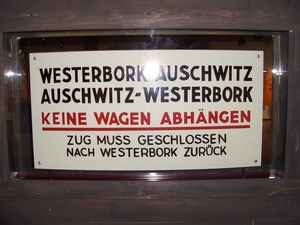 WESTERBORK-AUSCHWITZ
AUSCHWITZ-WESTERBORK
KEINE WAGEN ABHÄNGEN
ZUG MUSS GESCHLOSSEN
NACH WESTERBORK ZURÜCK